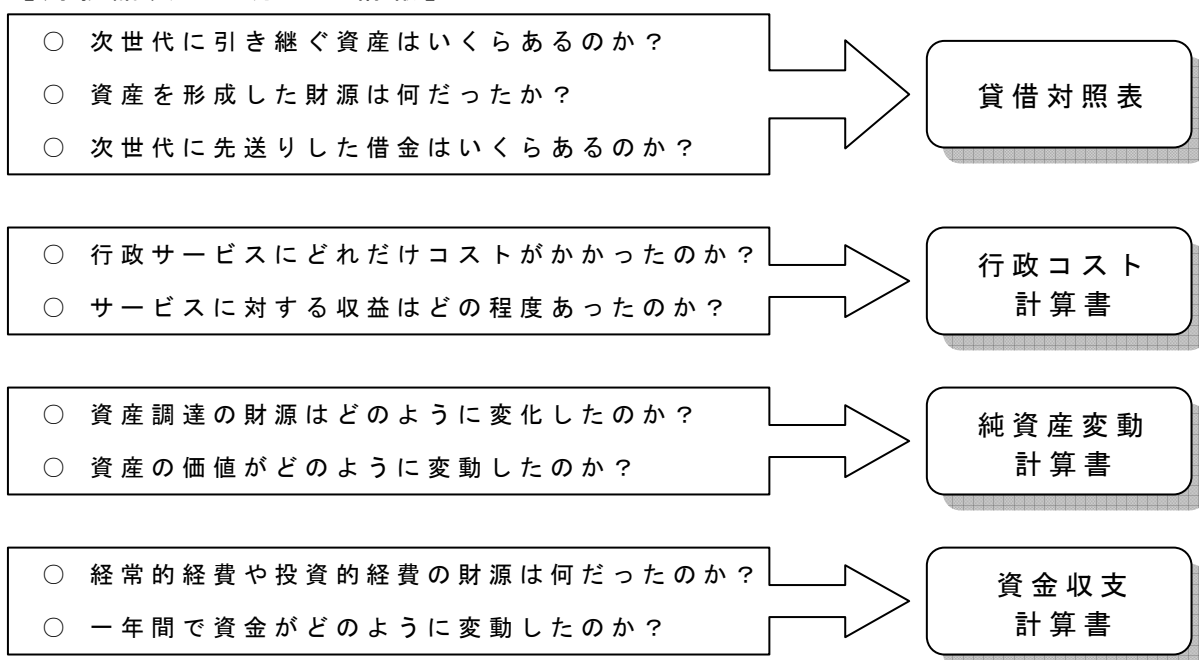 ○ 次世代に引き継ぐ資産はいくらあるのか?
○ 資産を形成した財源は何だったか?
○ 次世代に先送りした借金はいくらあるのか?
貸借対照表
○ 行政サービスにどれだけコストがかかったのか?
○ サービスに対する収益はどの程度あったのか?
行政コスト
計算書
○ 資産調達の財源はどのように変化したのか?
○ 資産の価値がどのように変動したのか?
純資産変動
計算書
○ 経常的経費や投資的経費の財源は何だったのか?
○ 一年間で資金がどのように変動したのか?
資金収支
計算書